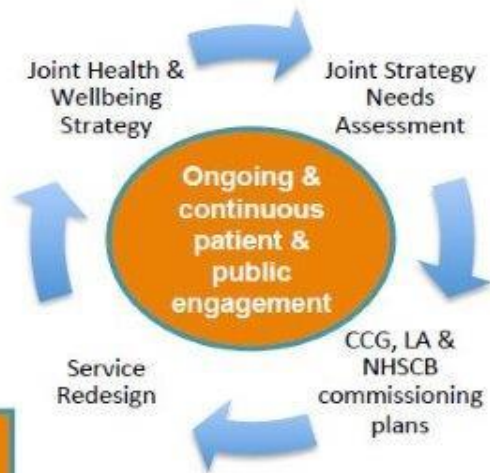 Joint Health &
Wellbeing
Strategy
Joint Strategy
Needs
Assessment
Ongoing &
continuous
patient &
public
engagement
CCG, LA &
NHSCB
commissioning
plans
Service
Redesign